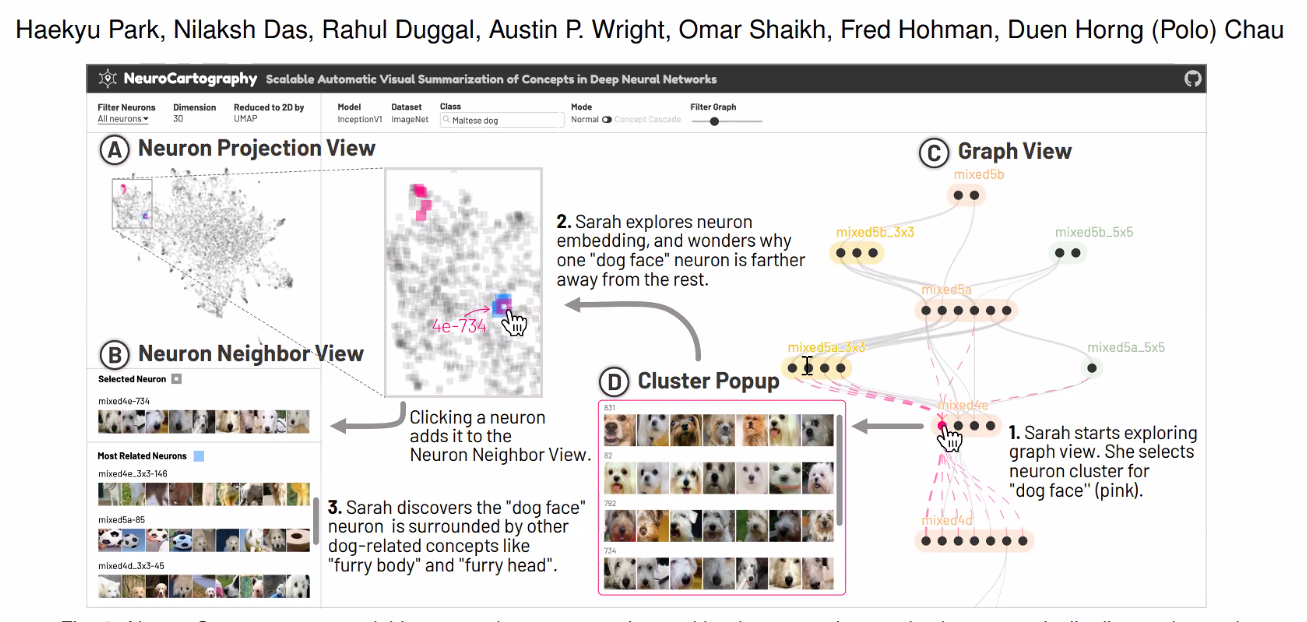 Haekyu Park, Nilaksh Das, Rahul Duggal, Austin P. Wright, Omar Shaikh, Fred Hohman, Duen Horng (Polo) Chau
NeuroCartography Scalable Automatic Visual Summarization of Concepts in Deep Neural Networks
Filter Neurons
All neurons
Dimension
30
Reduced to 2D by
UMAP
Model
InceptionV1
Dataset
ImageNet
Class
Maltese dog
Mode
Normal Concept Cascade
Filter Graph
A Neuron Projection View
4e-734
2. Sarah explores neuron
embedding, and wonders why
one "dog face" neuron is farther
away from the rest.
B Neuron Neighbor View
Selected Neuron
mixed4e-734
Most Related Neurons
mixed4e_3x3-146
mixed5a-85
mixed4d_3x3-45
Clicking a neuron
adds it to the
Neuron Neighbor View.
3. Sarah discovers the "dog face"
neuron is surrounded by other
dog-related concepts like
"furry body" and "furry head".
D Cluster Popup
831
82
792
734
C Graph View
mixed5b
mixed5b_3x3
mixed5b_5x5
mixed5a
mixed5a_3x3
mixed5a_5x5
mixed4e
1. Sarah starts exploring
graph view. She selects
neuron cluster for
"dog face" (pink).
mixed4d